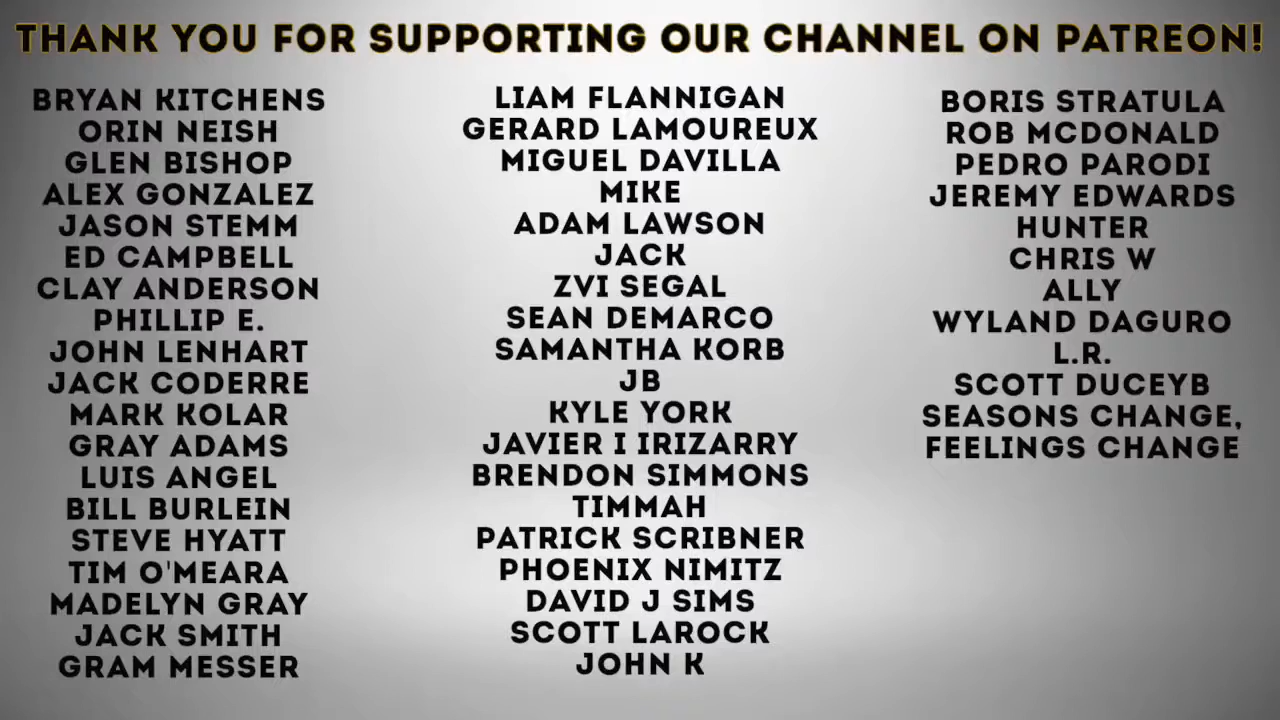 THANK YOU FOR SUPPORTING OUR CHANNEL ON PATREON!
BRYAN KITCHENS
ORIN NEISH
GLEN BISHOP
ALEX GONZALEZ
JASON STEMM
ED CAMPBELL
CLAY ANDERSON
PHILLIP E.
JOHN LENHART
JACK CODERRE
MARK KOLAR
GRAY ADAMS
LUIS ANGEL
BILL BURLEIN
STEVE HYATT
TIM O'MEARA
MADELYN GRAY
JACK SMITH
GRAM MESSER
LIAM FLANNIGAN
GERARD LAMOUREUX
MIGUEL DAVILLA
MIKE
ADAM LAWSON
JACK
ZVI SEGAL
SEAN DEMARCO
SAMANTHA KORB
JB
KYLE YORK
JAVIER I IRIZARRY
BRENDON SIMMONS
TIMMAH
PATRICK SCRIBNER
PHOENIX NIMITZ
DAVID J SIMS
SCOTT LAROCK
JOHN K
BORIS STRATULA
ROB MCDONALD
PEDRO PARODI
JEREMY EDWARDS
HUNTER
CHRIS W
ALLY
WYLAND DAGURO
L.R.
SCOTT DUCEYB
SEASONS CHANGE,
FEELINGS CHANGE